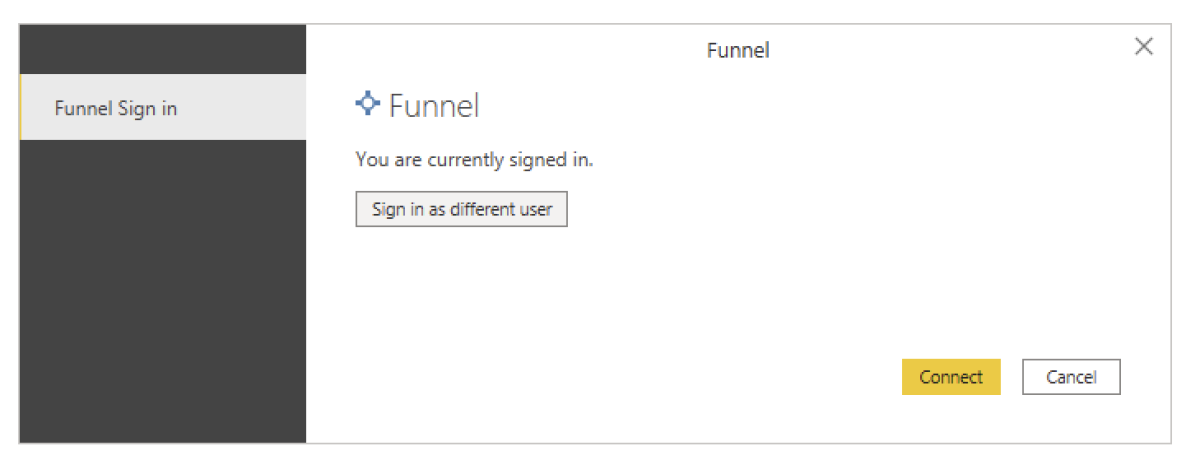 Funnel
Funnel Sign in
Funnel
You are currently signed in.
Sign in as different user
Connect
Cancel